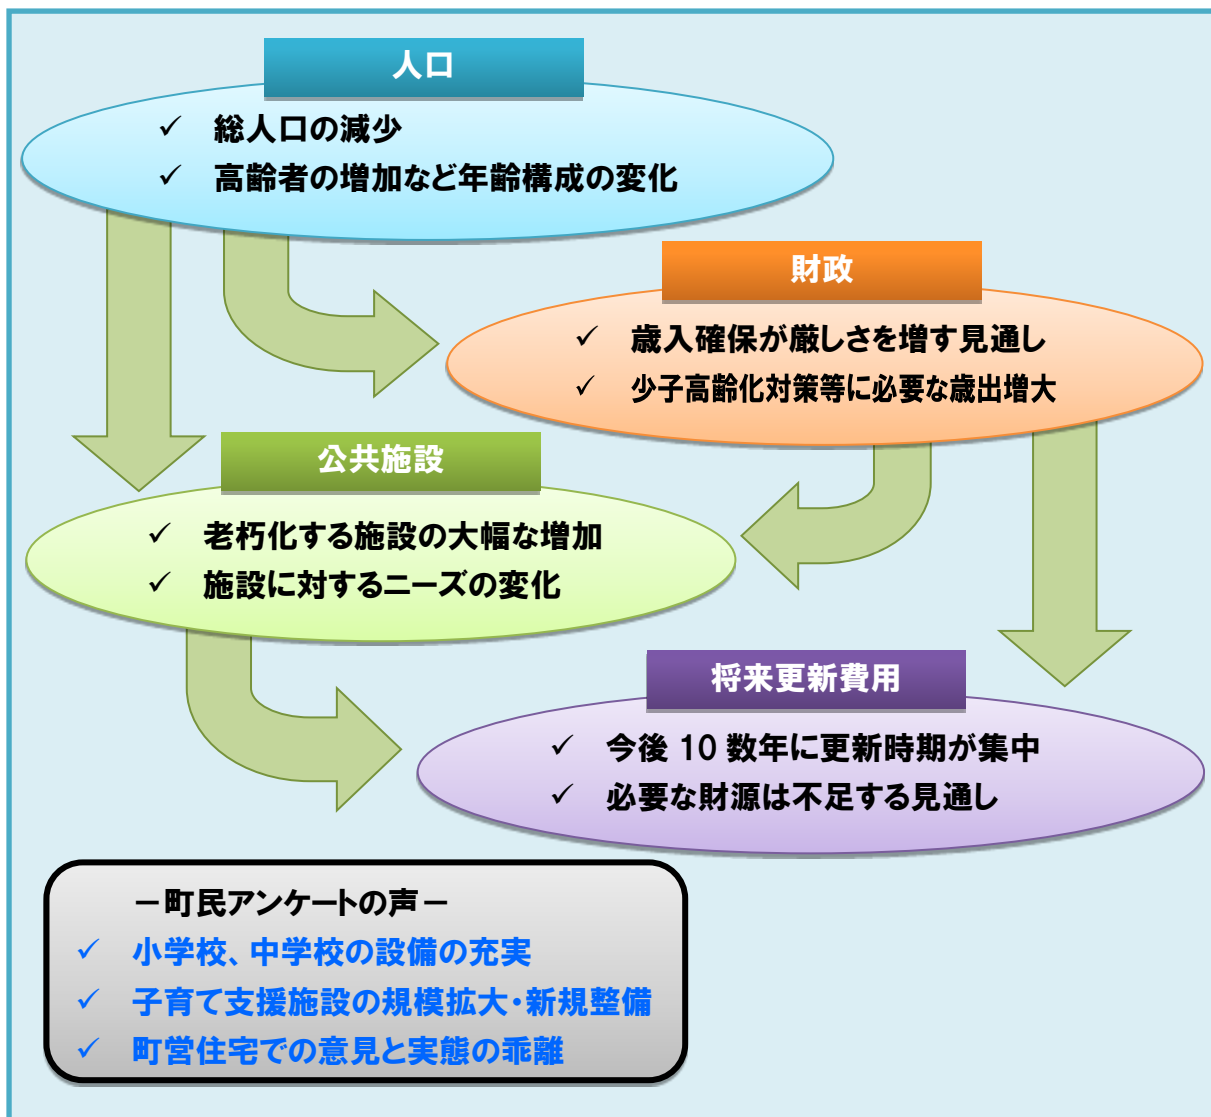 人口
✓ 総人口の減少
✓ 高齢者の増加など年齢構成の変化
財政
✓ 歳入確保が厳しさを増す見通し
✓ 少子高齢化対策等に必要な歳出増大
公共施設
✓ 老朽化する施設の大幅な増加
✓ 施設に対するニーズの変化
将来更新費用
✓ 今後 10 数年に更新時期が集中
✓ 必要な財源は不足する見通し
－町民アンケートの声－
✓ 小学校、中学校の設備の充実
✓ 子育て支援施設の規模拡大・新規整備
✓ 町営住宅での意見と実態の乖離